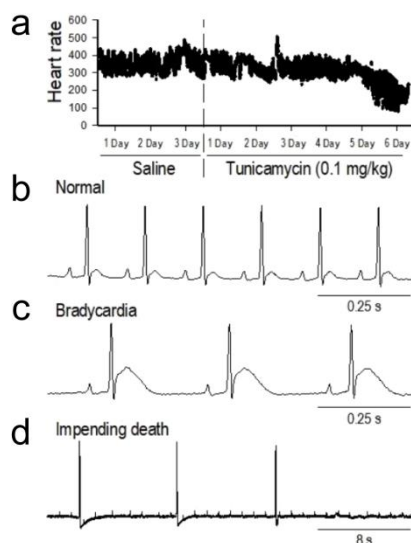 a
Heart rate
600
500
400
300
200
100
0
1 Day 2 Day 3 Day 1 Day 2 Day 3 Day 4 Day 5 Day 6 Day
Saline Tunicamycin (0.1 mg/kg)
b Normal
0.25 s
c Bradycardia
0.25 s
d Impending death
8 s